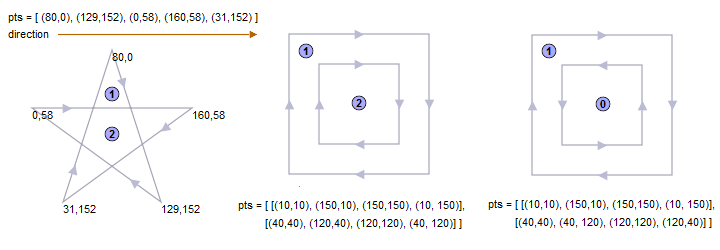 pts = [ (80,0), (129,152), (0,58), (160,58), (31,152) ]
direction
80,0
1
0,58
160,58
2
31,152
129,152
1
2
pts = [ [(10,10), (150,10), (150,150), (10, 150)],
[(40,40), (120,40), (120,120), (40, 120)] ]
1
0
pts = [ [(10,10), (150,10), (150,150), (10, 150)],
[(40,40), (40, 120), (120,120), (120,40)] ]